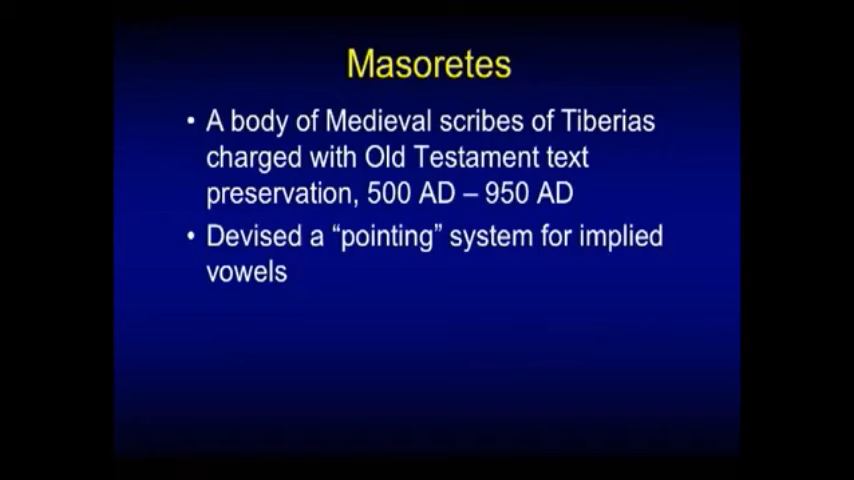 Masoretes
• A body of Medieval scribes of Tiberias
charged with Old Testament text
preservation, 500 AD – 950 AD
• Devised a “pointing” system for implied
vowels